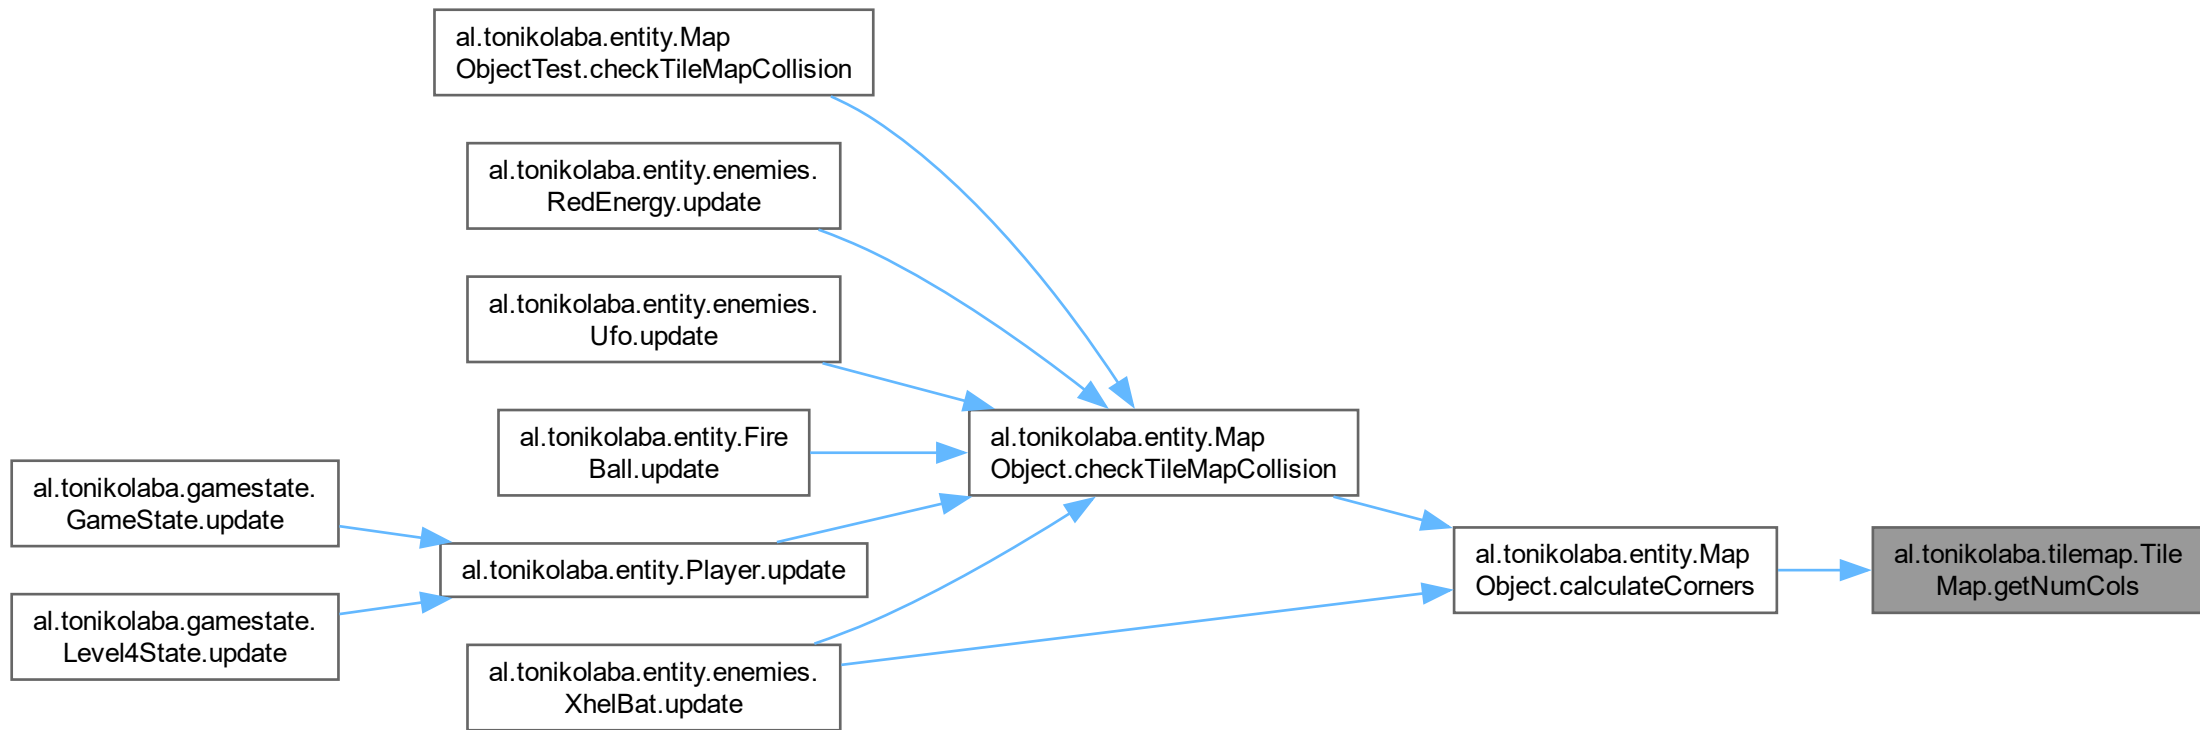 al.tonikolaba.entity.Map
ObjectTest.checkTileMapCollision
al.tonikolaba.entity.enemies.
RedEnergy.update
al.tonikolaba.entity.enemies.
Ufo.update
al.tonikolaba.entity.Fire
Ball.update
al.tonikolaba.entity.Map
Object.checkTileMapCollision
al.tonikolaba.gamestate.
GameState.update
al.tonikolaba.entity.Player.update
al.tonikolaba.entity.Map
Object.calculateCorners
al.tonikolaba.tilemap.Tile
Map.getNumCols
al.tonikolaba.gamestate.
Level4State.update
al.tonikolaba.entity.enemies.
XhelBat.update